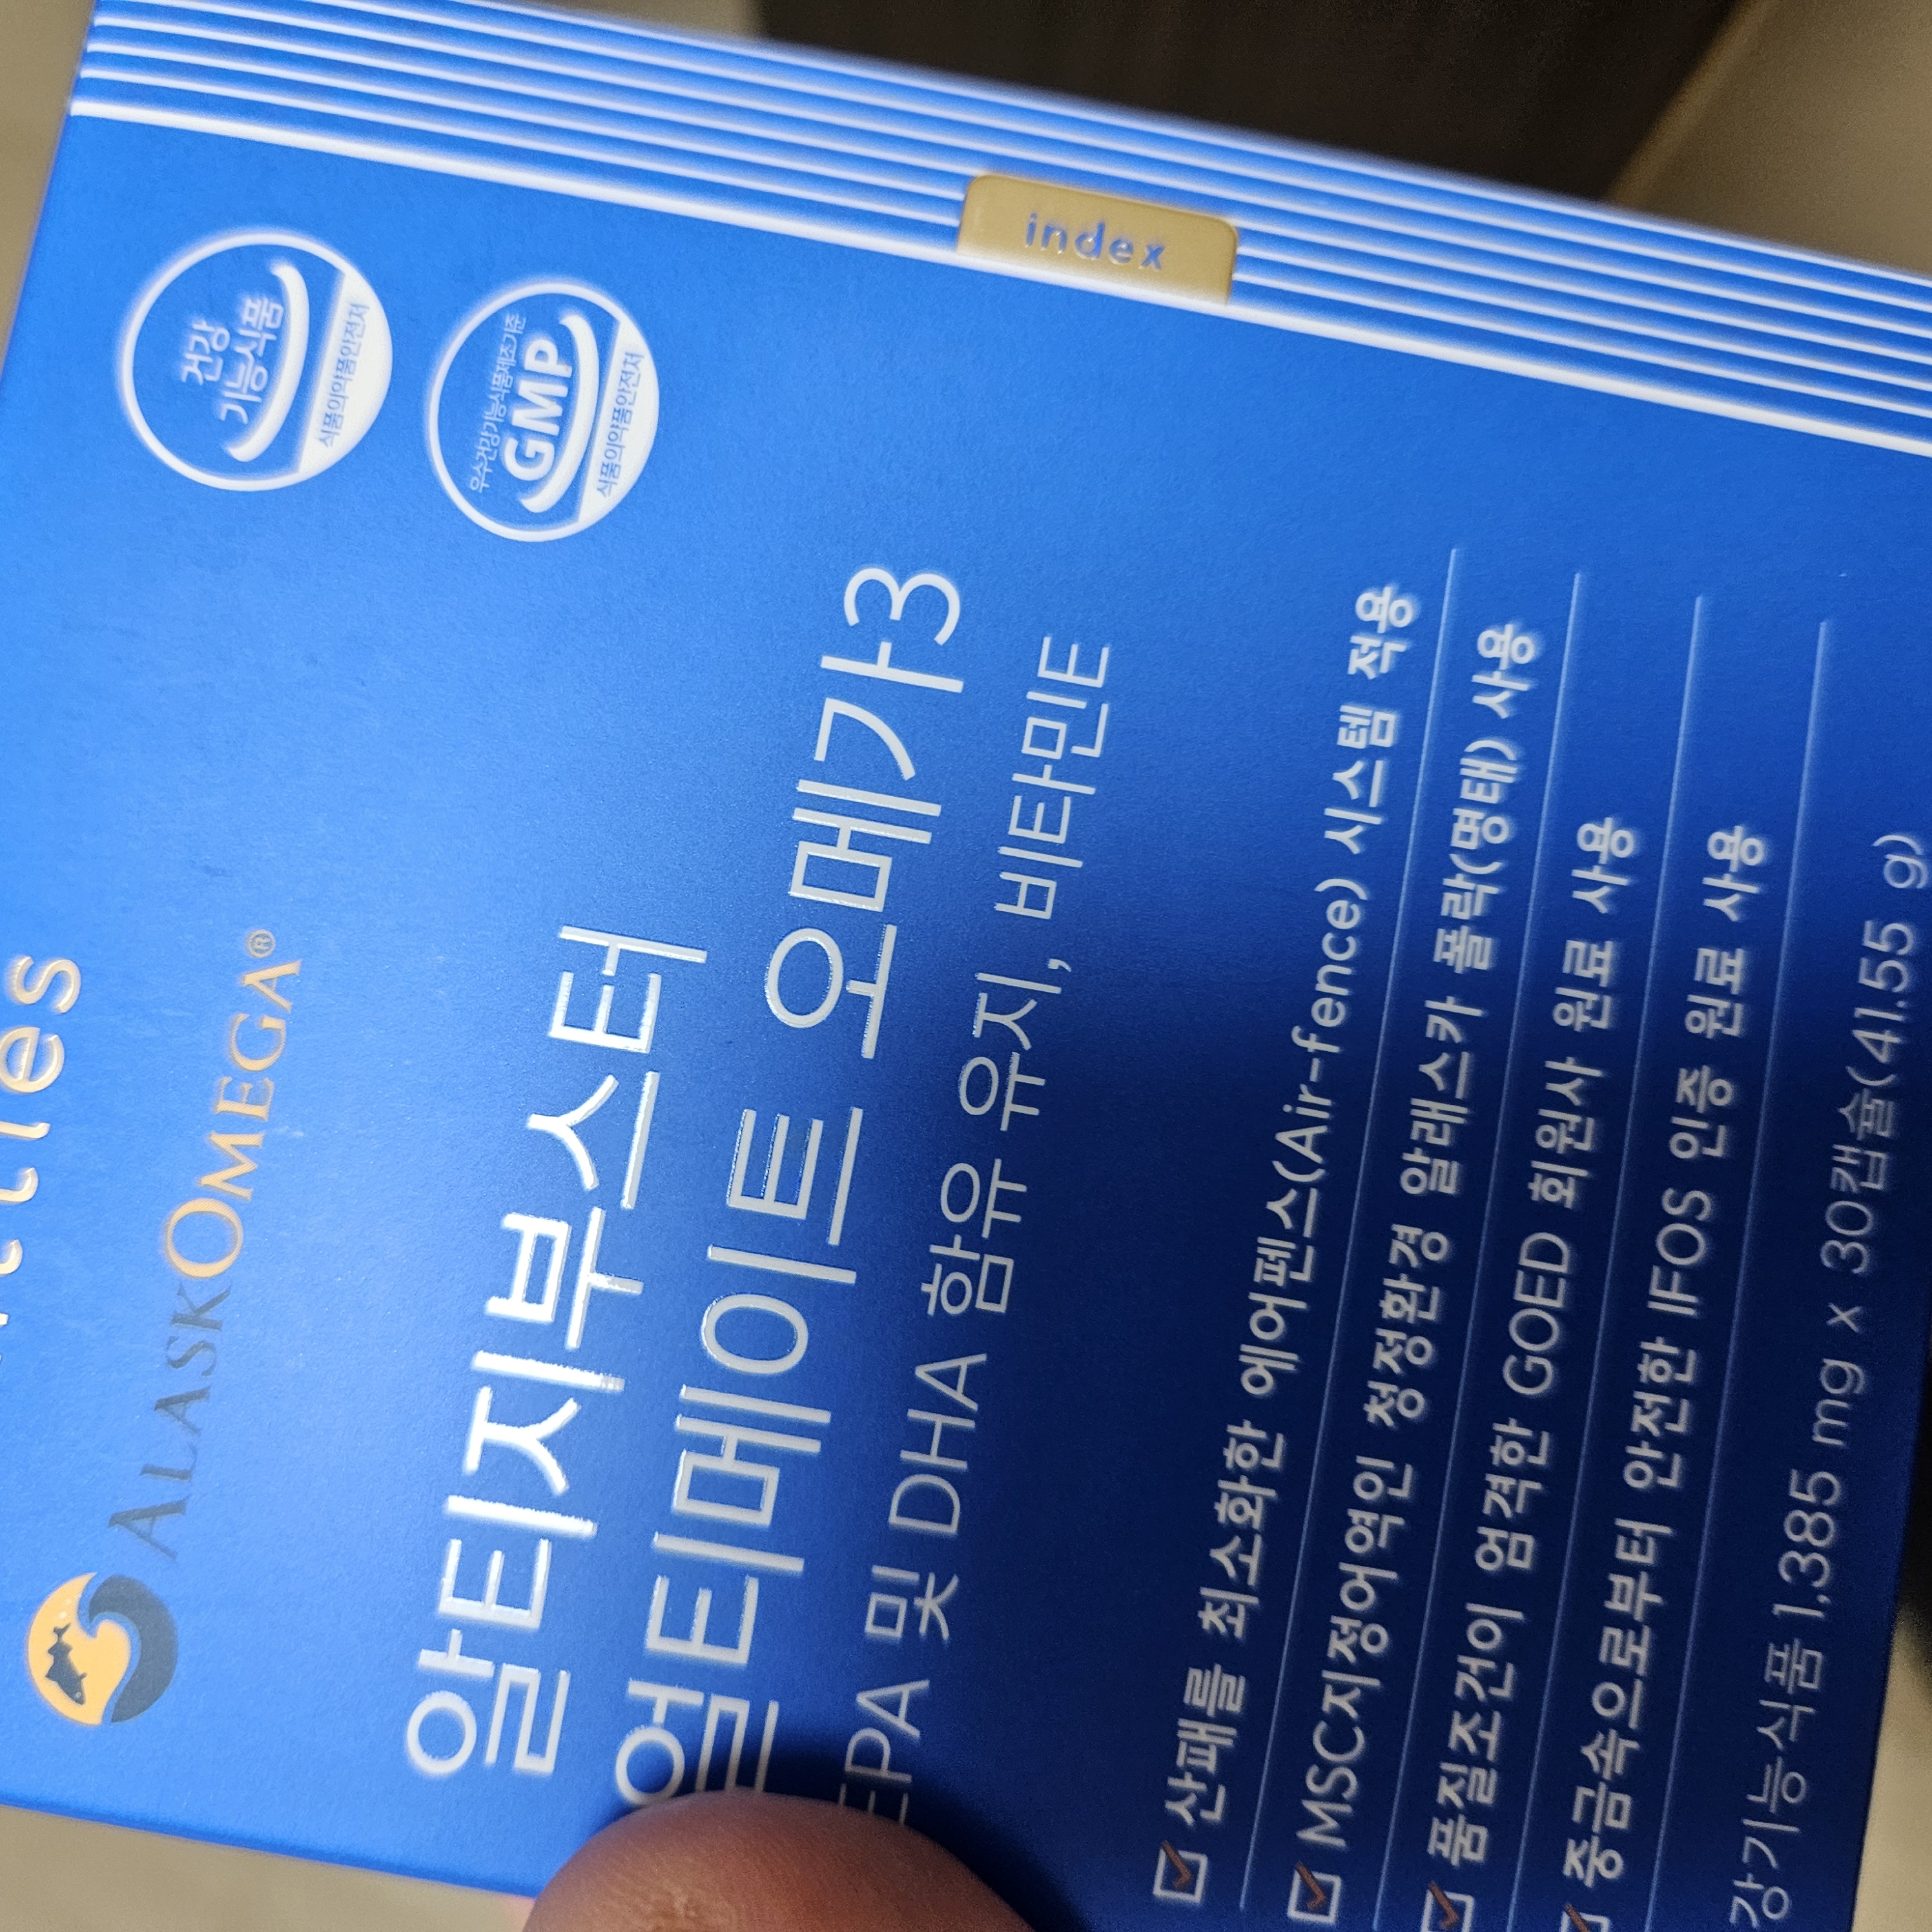 index
건강
기능식품
식품의약품안전처
우수건강기능식품제조기준
GMP
식품의약품안전처
ALASKOMEGA®
알티지부스터
얼티메이트 오메가3
EPA 및 DHA 함유 유지, 비타민E
산패를 최소화한 에어펜스(Air-fence) 시스템 적용
MSC지정어역인 청정환경 알래스카 폴락(명태) 사용
품질조건이 엄격한 GOED 회원사 원료 사용
중금속으로부터 안전한 IFOS 인증 원료 사용
강기능식품 1,385 mg x 30캡슐(41.55 g)